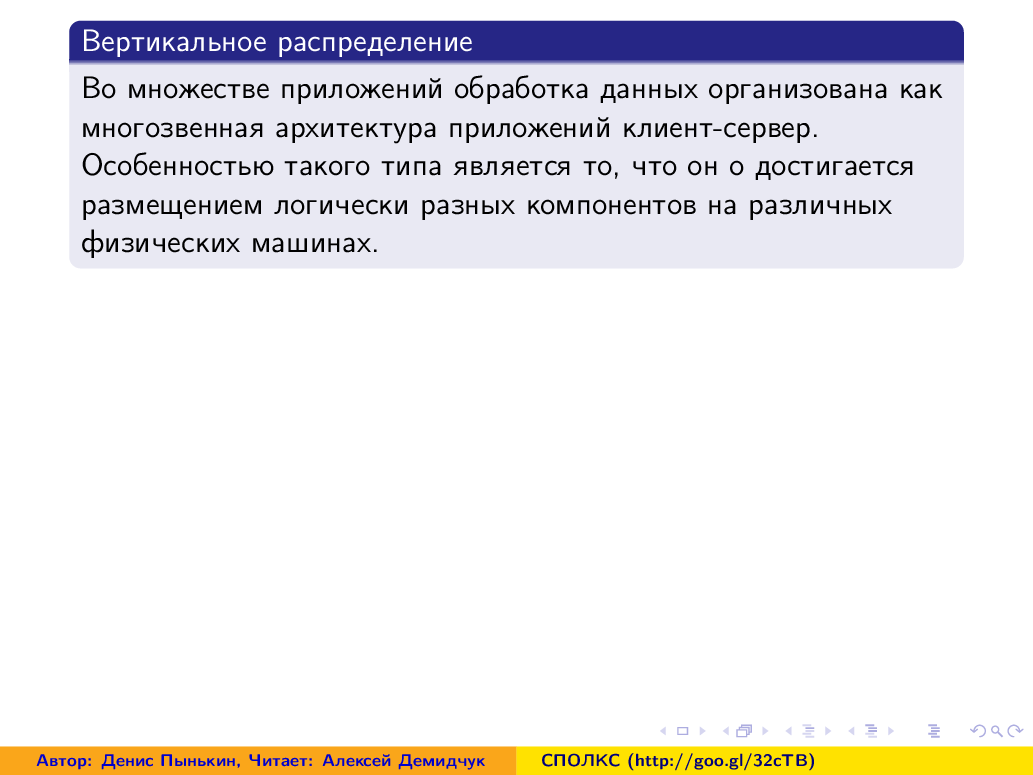 Вертикальное распределение
Во множестве приложений обработка данных организована как
многозвенная архитектура приложений клиент-сервер.
Особенностью такого типа является то, что он о достигается
размещением логически разных компонентов на различных
физических машинах.
Автор: Денис Пынькин, Читает: Алексей Демидчук
СПОЛКС (http://goo.gl/32cTB)